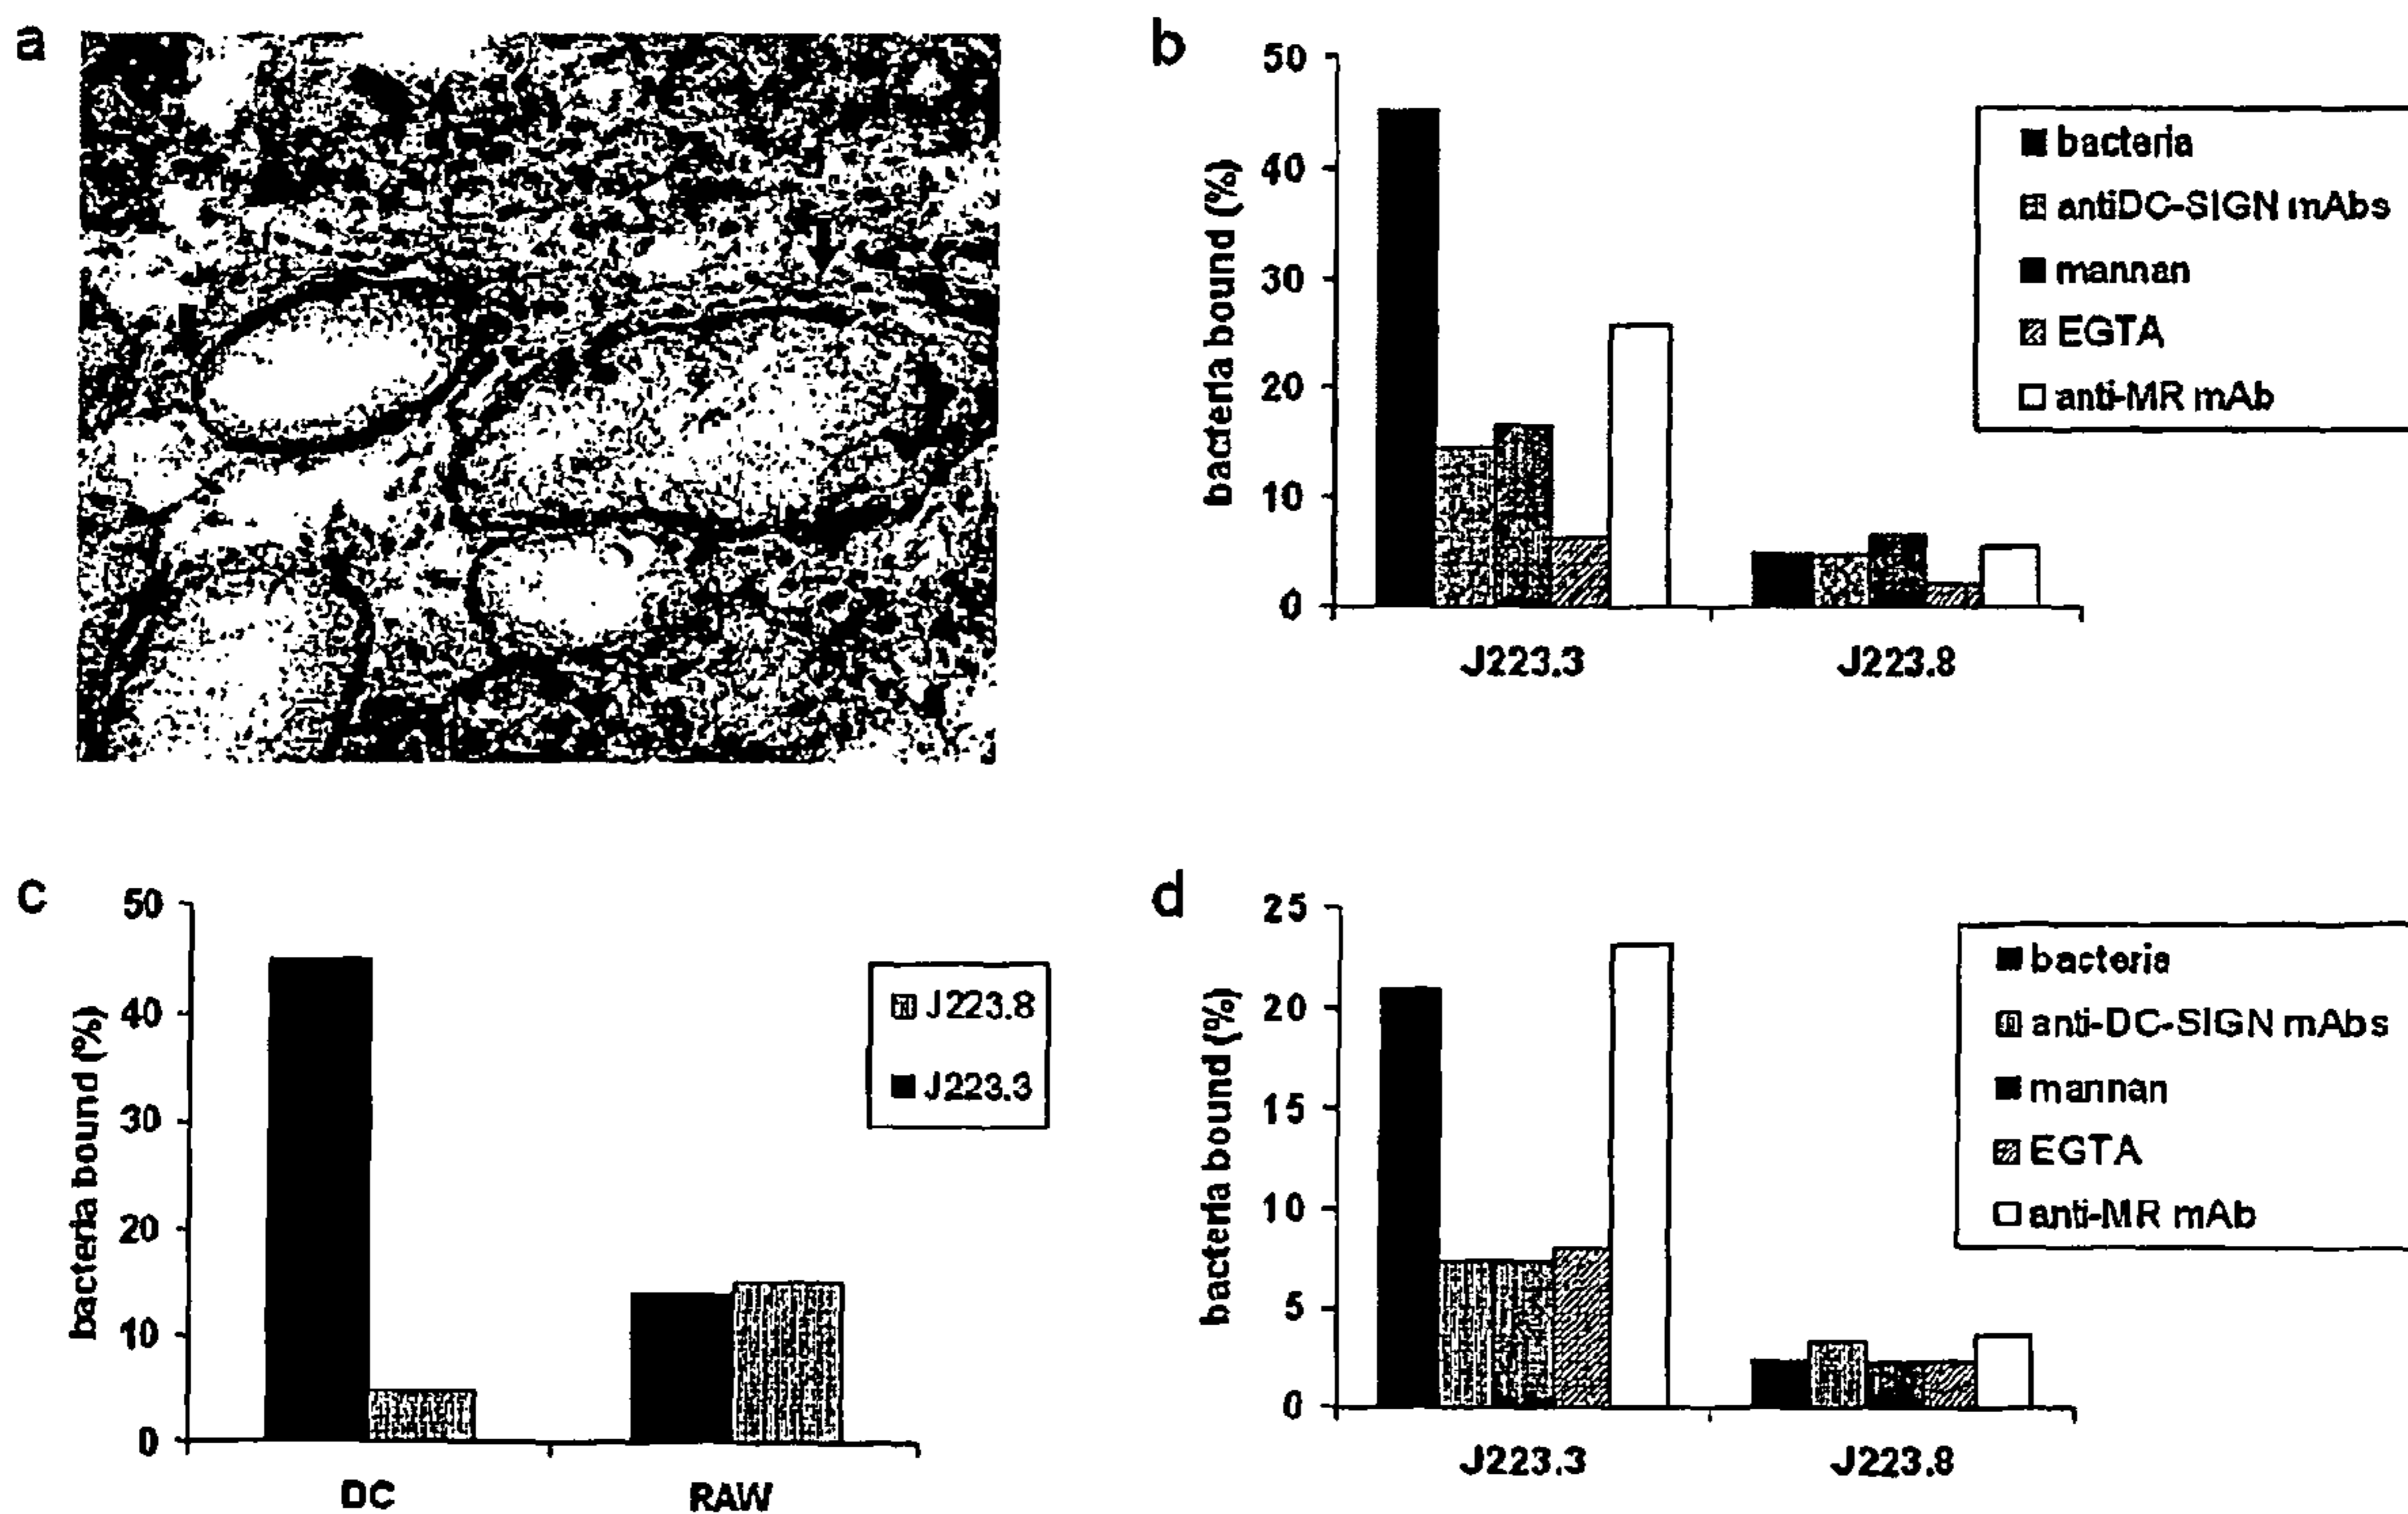 a
b
bacteria bound (%)
50
40
30
20
10
0
J223.3
J223.8
bacteria
antiDC-SIGN mAbs
mannan
EGTA
anti-MR mAb
c
bacteria bound (%)
50
40
30
20
10
0
DC
RAW
J223.8
J223.3
d
bacteria bound (%)
25
20
15
10
5
0
J223.3
J223.8
bacteria
anti-DC-SIGN mAbs
mannan
EGTA
anti-MR mAb